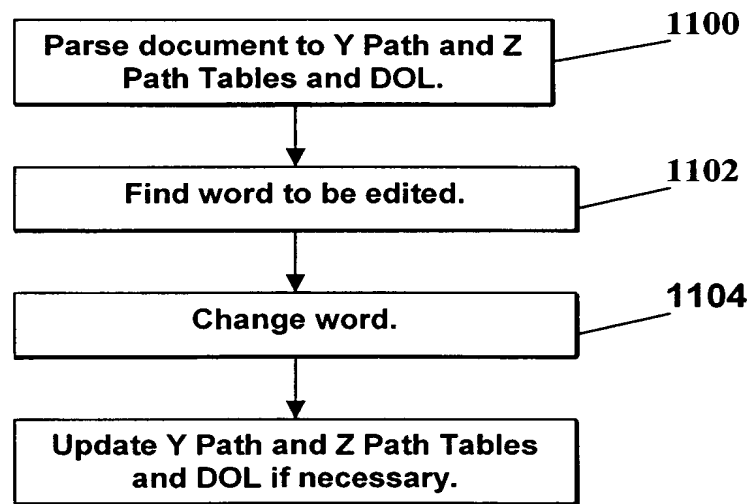 1100
Parse document to Y Path and Z
Path Tables and DOL.
1102
Find word to be edited.
1104
Change word.
Update Y Path and Z Path Tables
and DOL if necessary.